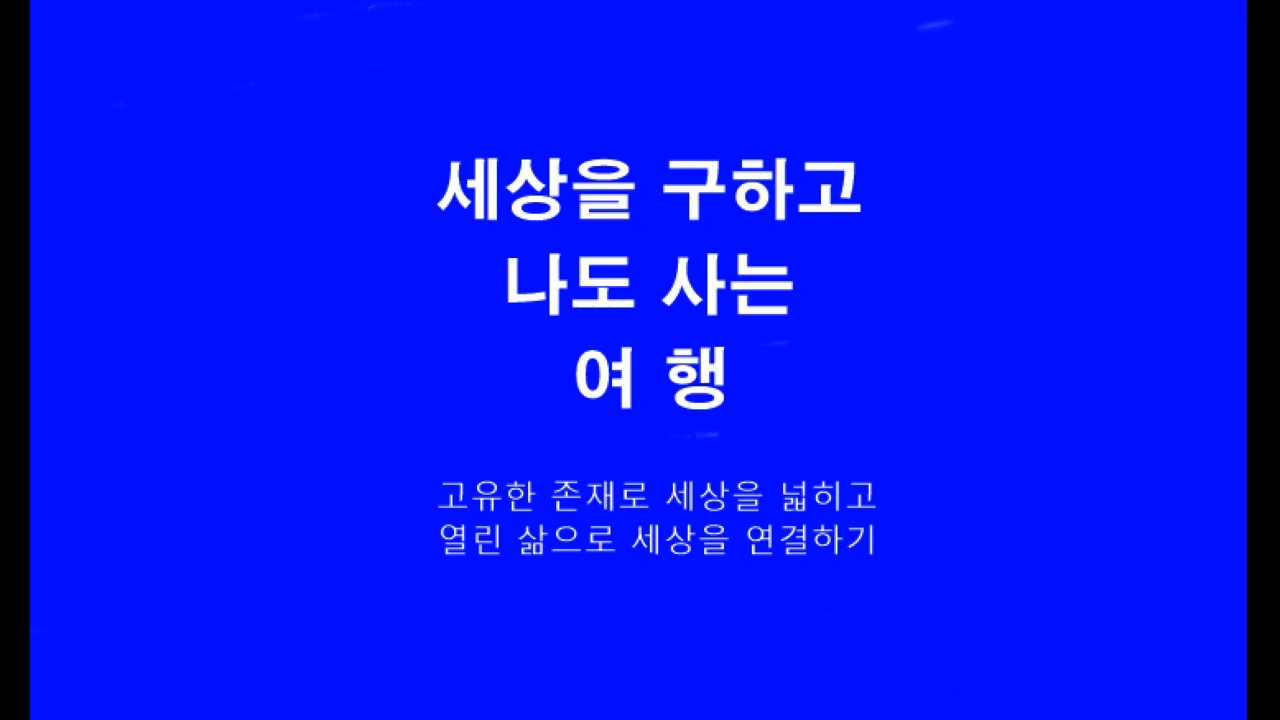 세상을 구하고
나도 사는
여 행
고유한 존재로 세상을 넓히고
열린 삶으로 세상을 연결하기